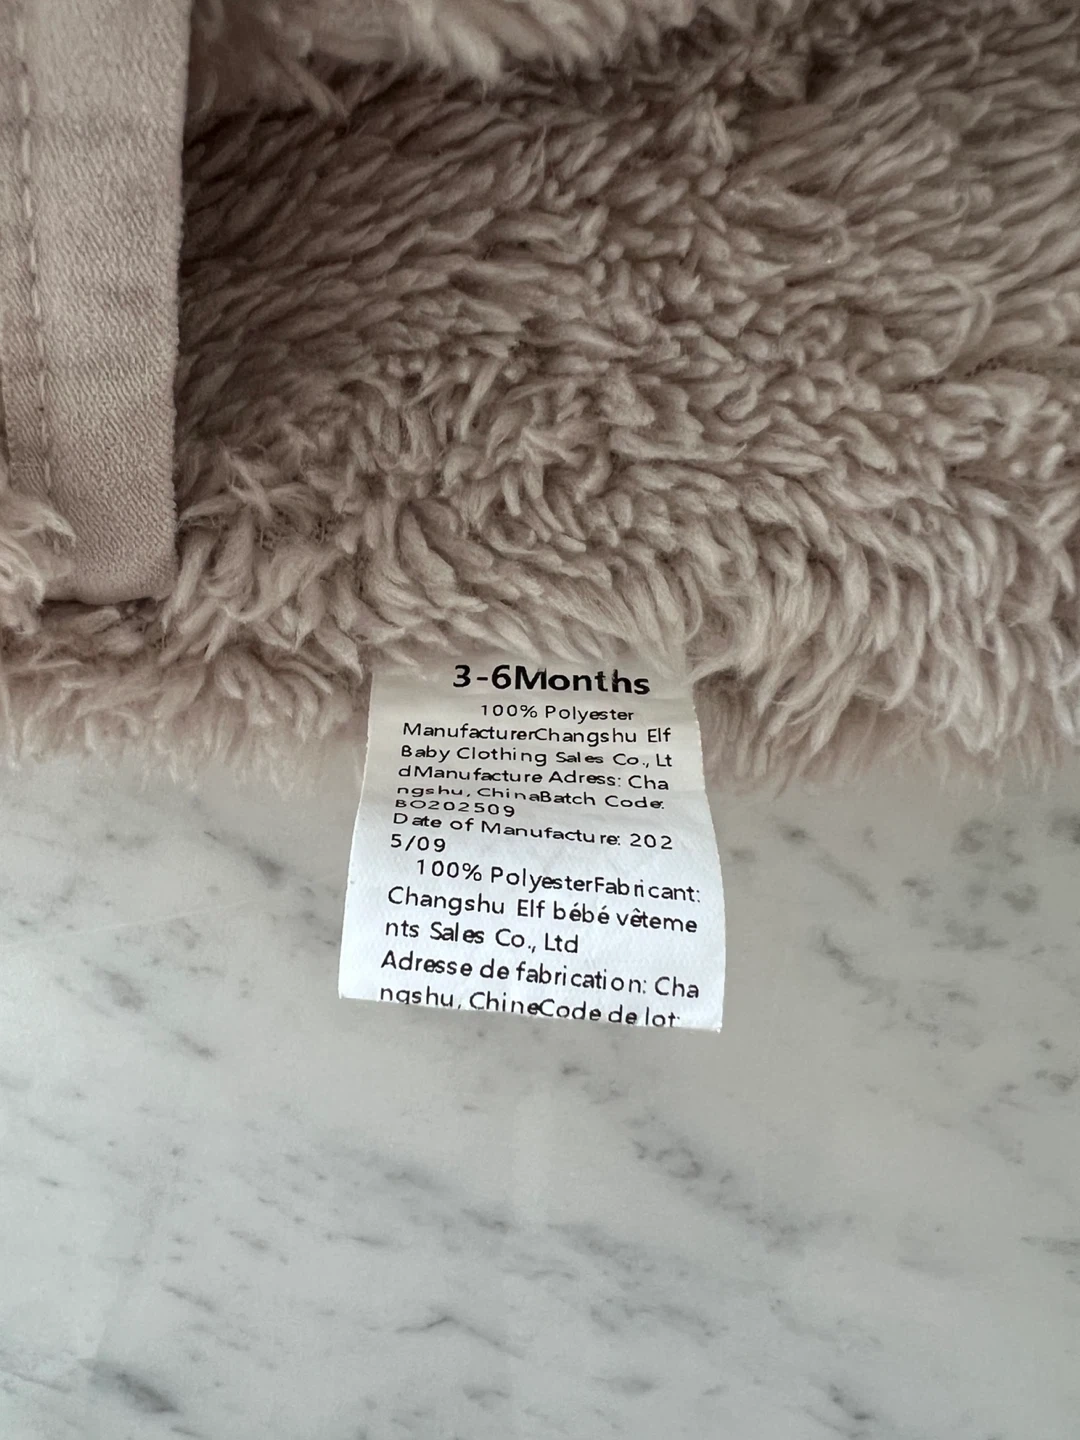 3-6Months
100% Polyester
ManufacturerChangshu Elf
Baby Clothing Sales Co., Lt
dManufacture Adress: Cha
ngshu, ChinaBatch Code:
BO202509
Date of Manufacture: 202
5/09
100% PolyesterFabricant:
Changshu Elf bébé vêteme
nts Sales Co., Ltd
Adresse de fabrication: Cha
ngshu, ChineCode de lot: